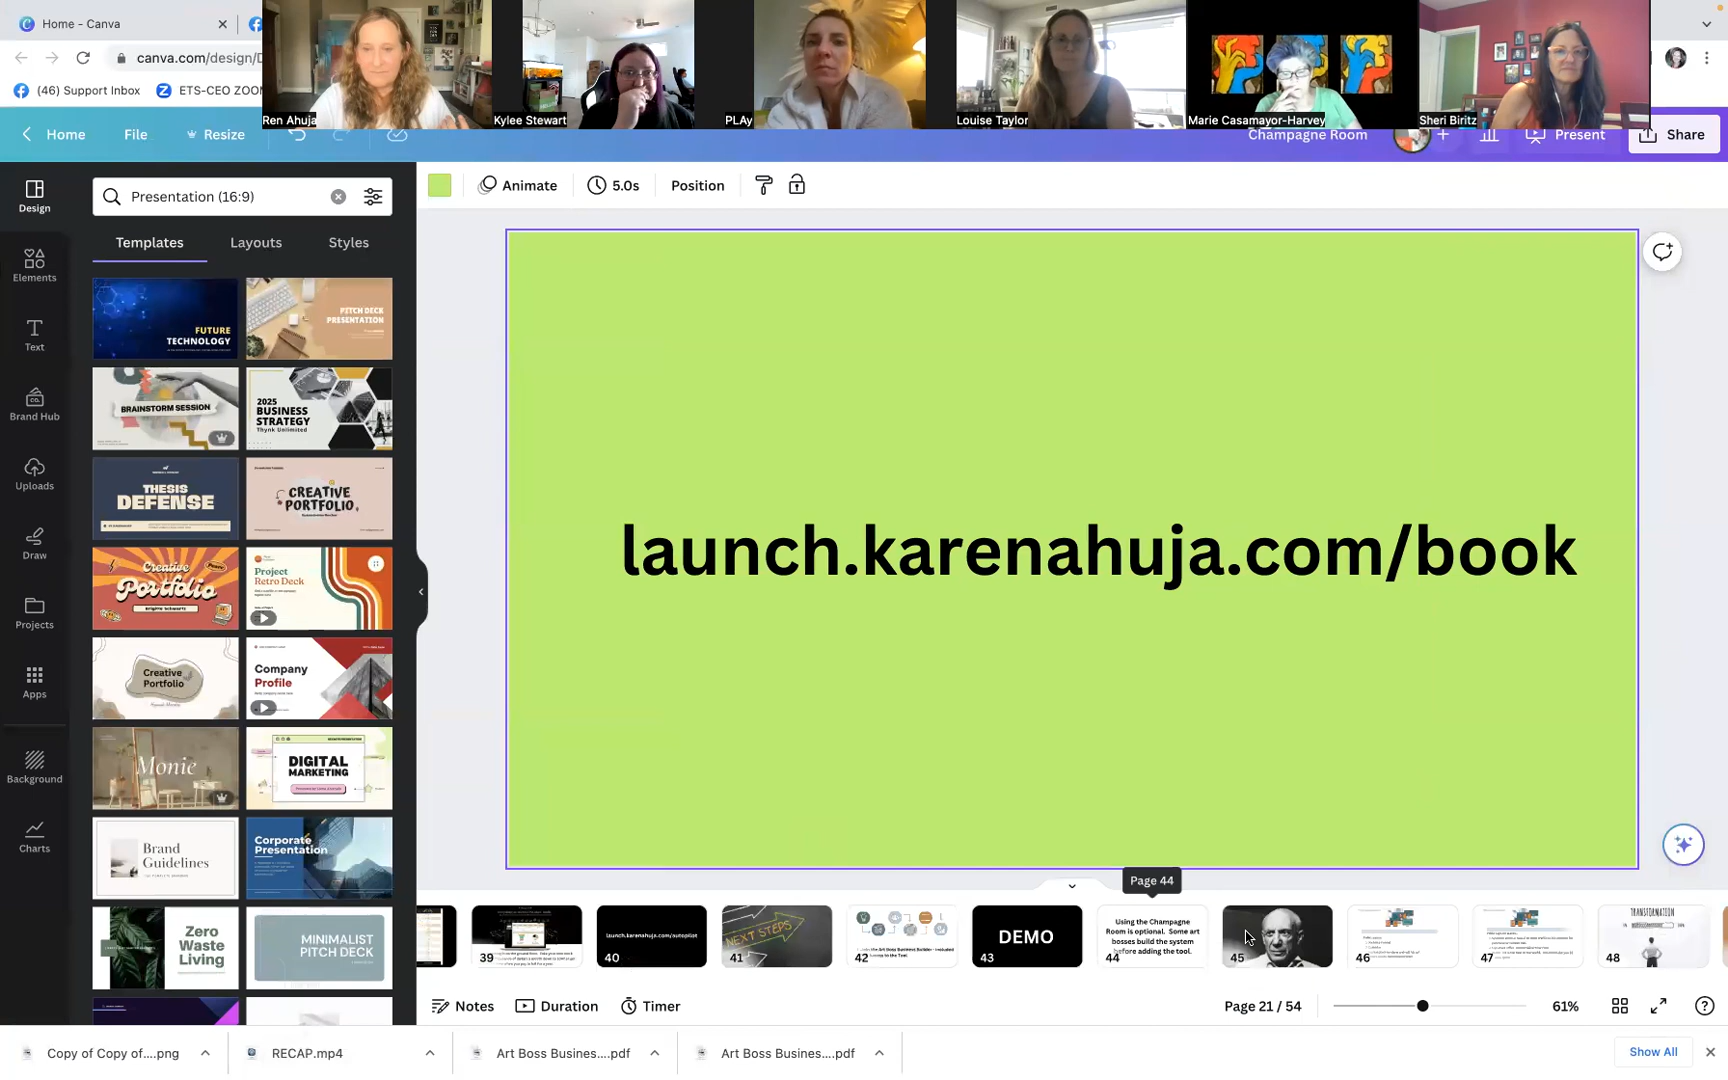 Home - Canva
canva.com/design/D
(46) Support Inbox
ETS-CEO ZOO
Ren Ahuja
Kylee Stewart
PLAy
Louise Taylor
Marie Casamayor-Harvey
Sheri Biritz
Home
File
Resize
Champagne Room
Present
Share
Design
Elements
Text
Brand Hub
Uploads
Draw
Projects
Apps
Background
Charts
Presentation (16:9)
Templates
Layouts
Styles
FUTURE
TECHNOLOGY
PITCH DECK
PRESENTATION
BRAINSTORM SESSION
2025
BUSINESS
STRATEGY
Thynk Unlimited
THESIS
DEFENSE
CREATIVE
PORTFOLIO
Creative
Portfolio
Project
Retro Deck
Creative
Portfolio
Company
Profile
Monie
DIGITAL
MARKETING
Brand
Guidelines
Corporate
Presentation
Zero
Waste
Living
MINIMALIST
PITCH DECK
Animate
5.0s
Position
launch.karenahuja.com/book
Page 44
39
launch.karenahuja.com/autopilot
40
NEXT STEPS
41
42
DEMO
43
Using the Champagne
Room is optional. Some art
bosses build the system
before adding the tool.
44
45
46
47
TRANSFORMATION
48
Notes
Duration
Timer
Page 21 / 54
61%
Copy of Copy of....png
RECAP.mp4
Art Boss Busines....pdf
Art Boss Busines....pdf
Show All